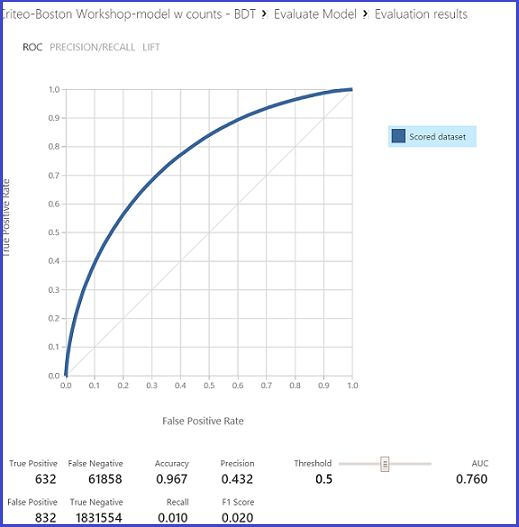 Criteo-Boston Workshop-model w counts - BDT > Evaluate Model > Evaluation results
ROC PRECISION/RECALL LIFT
1.0
0.9
0.8
0.7
0.6
0.5
0.4
0.3
0.2
0.1
0.0
True Positive Rate
0.0 0.1 0.2 0.3 0.4 0.5 0.6 0.7 0.8 0.9 1.0
False Positive Rate
Scored dataset
True Positive False Negative Accuracy Precision Threshold AUC
632 61858 0.967 0.432 0.5 0.760
False Positive True Negative Recall F1 Score
832 1831554 0.010 0.020